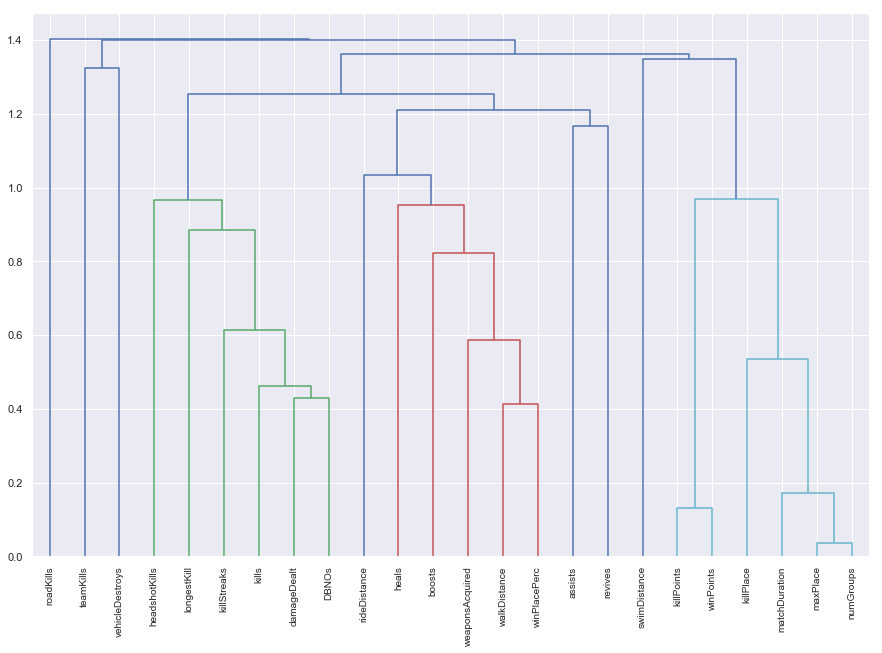 1.4
1.2
1.0
0.8
0.6
0.4
0.2
0.0
roadKills
teamKills
vehicleDestroys
headshotKills
longestKill
killStreaks
kills
damageDealt
DBNOs
rideDistance
heals
boosts
weaponsAcquired
walkDistance
winPlacePerc
assists
revives
swimDistance
killPoints
winPoints
killPlace
matchDuration
maxPlace
numGroups